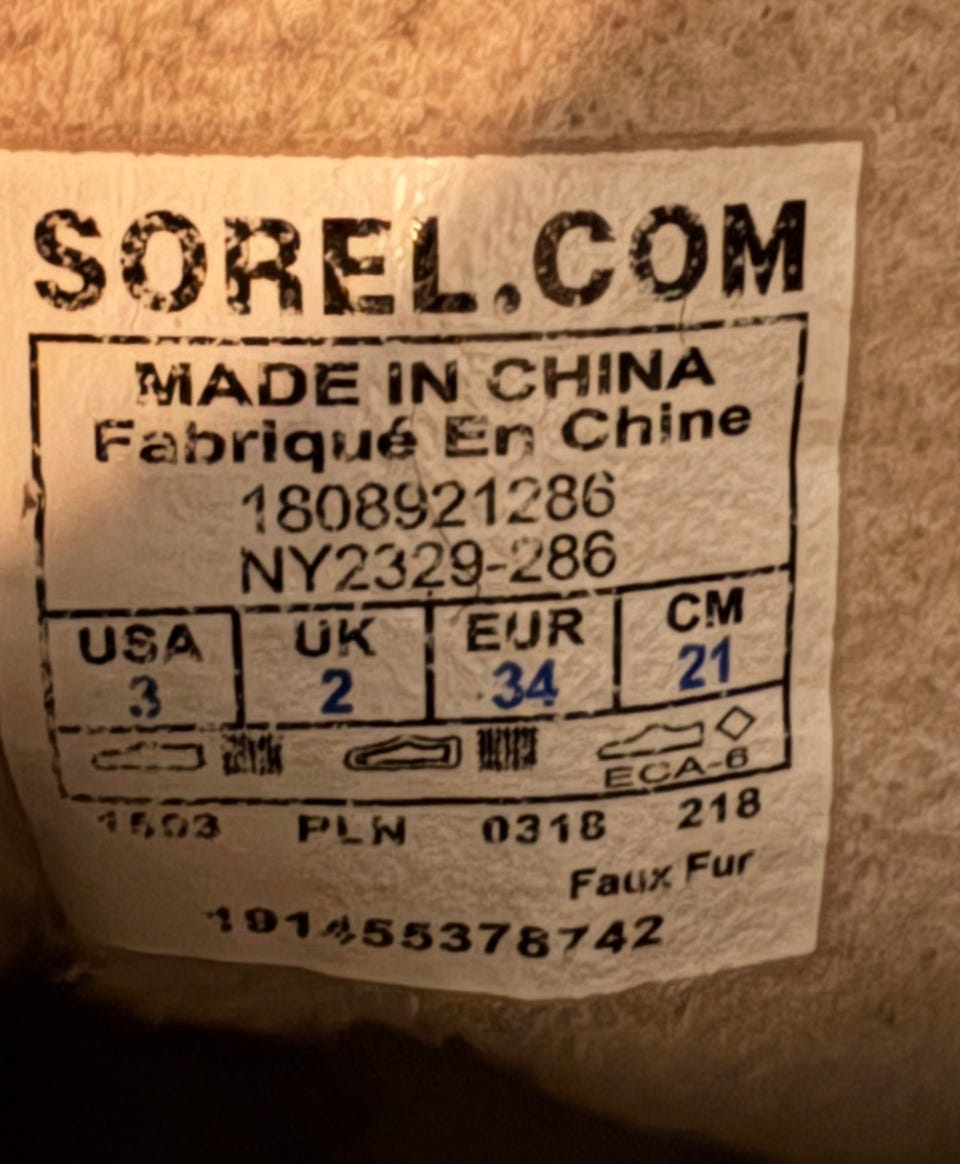 SOREL.COM
MADE IN CHINA
Fabriqué En Chine
1808921286
NY2329-286
USA UK EUR CM
3 2 34 21
ECA-6
PLN 0318 218
Faux Fur
191455378742